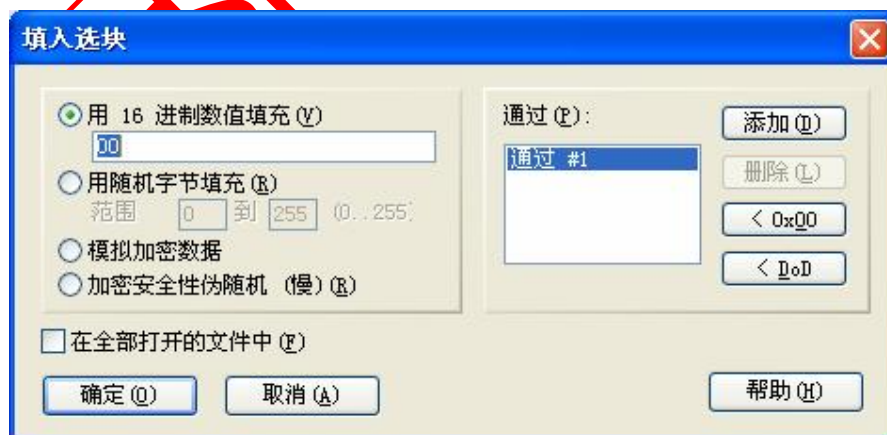 填入选块
用 16 进制数值填充(V)
00
用随机字节填充(R)
范围 0 到 255 (0..255)
模拟加密数据
加密安全性伪随机 (慢)(R)
通过(P):
通过 #1
添加(D)
删除(L)
< 0x00
< DoD
在全部打开的文件中(F)
确定(O)
取消(A)
帮助(H)